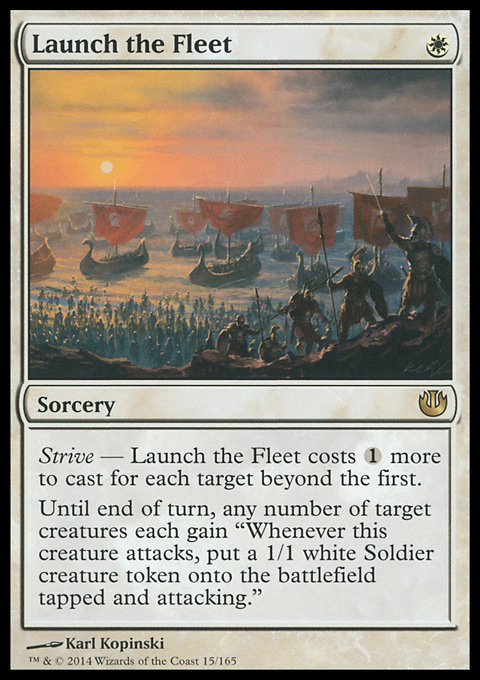 Launch the Fleet
Sorcery
Strive — Launch the Fleet costs 1 more
to cast for each target beyond the first.
Until end of turn, any number of target
creatures each gain “Whenever this
creature attacks, put a 1/1 white Soldier
creature token onto the battlefield
tapped and attacking.”
Karl Kopinski
™ & © 2014 Wizards of the Coast 15/165